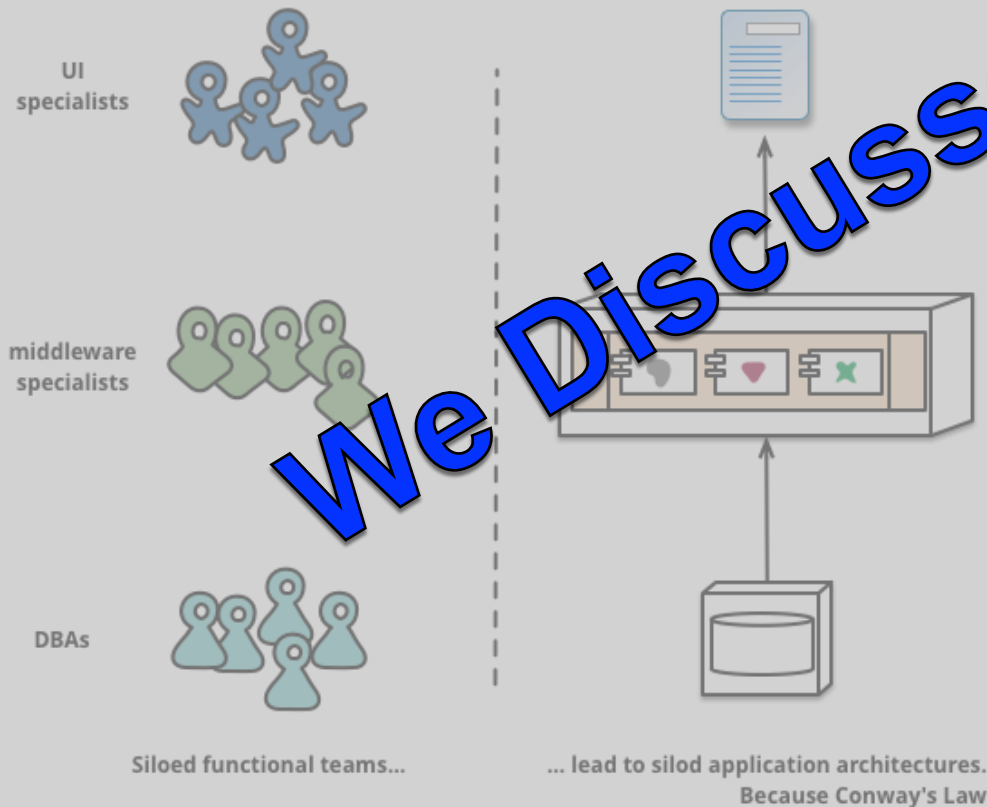 UI
specialists
middleware
specialists
DBAs
We Discuss
Siloed functional teams...
... lead to silod application architectures.
Because Conway's Law